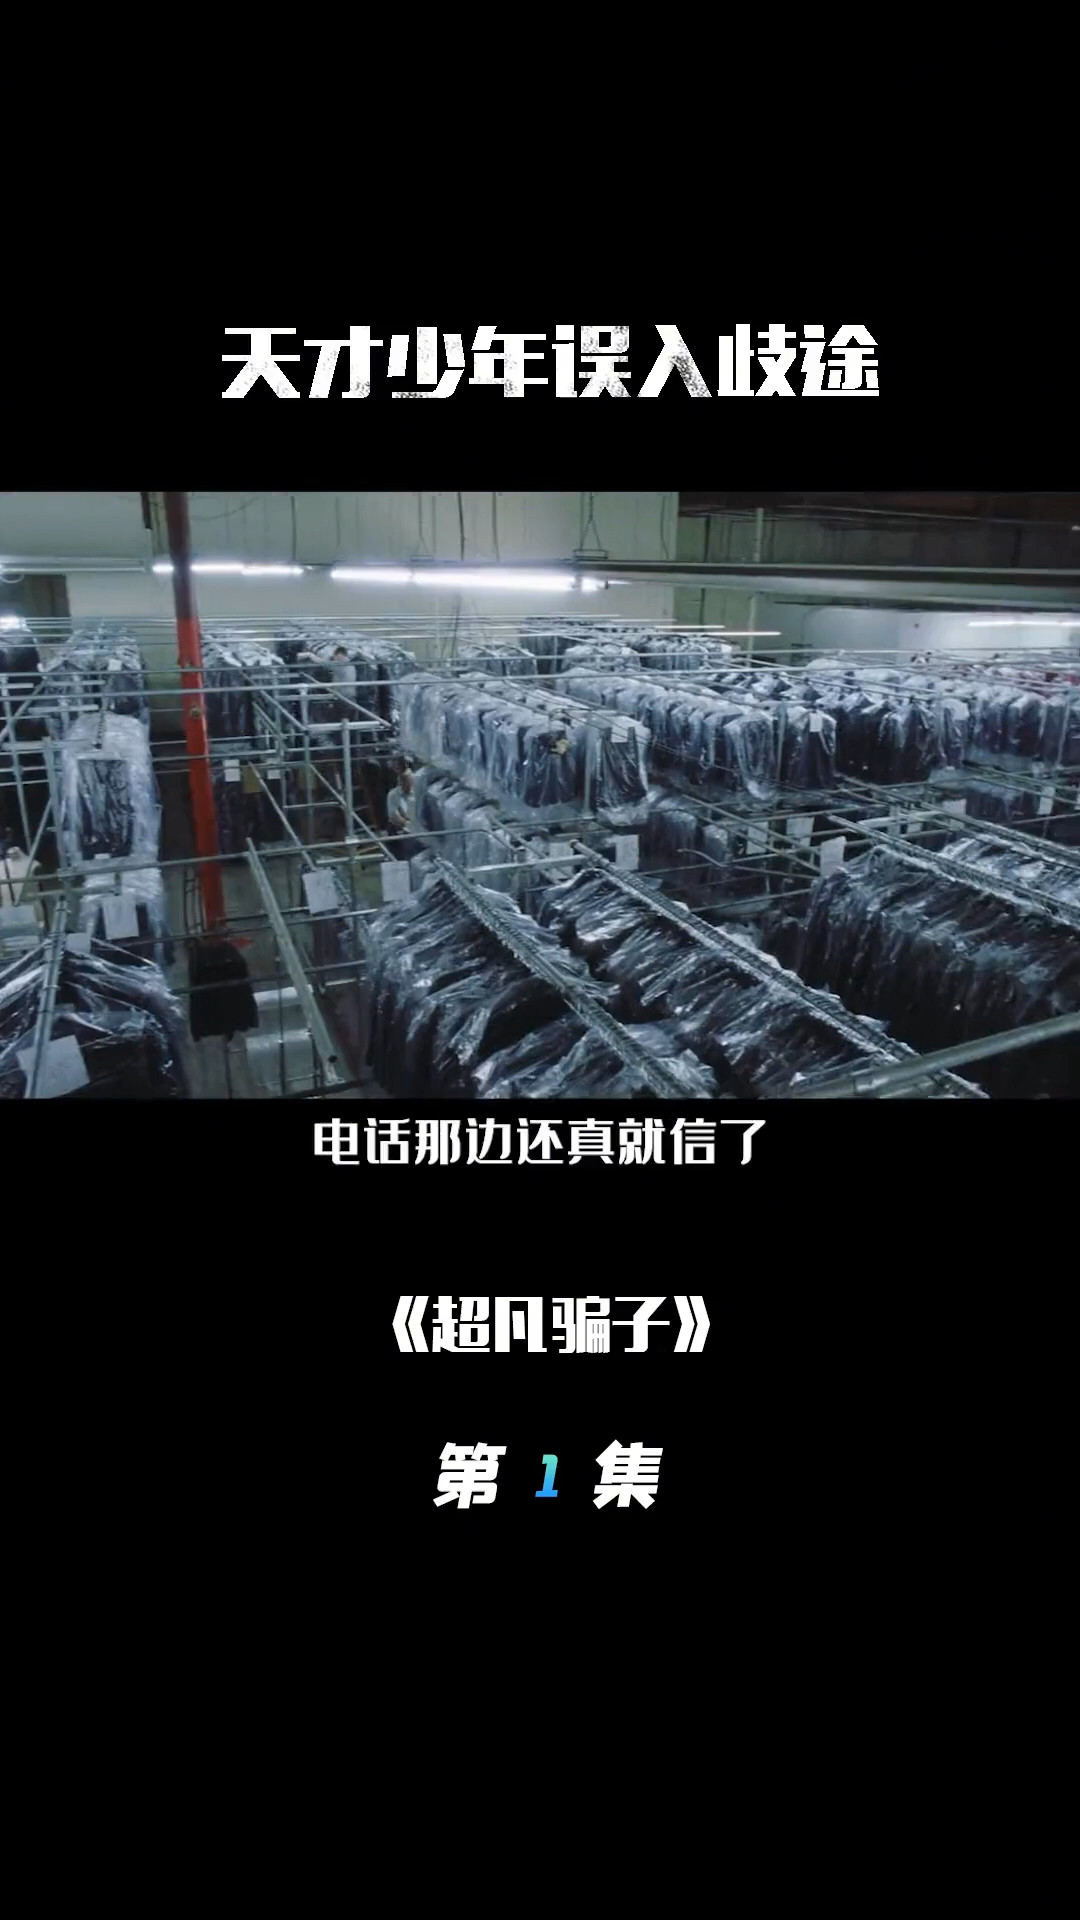 天才少年误入歧途
电话那边还真就信了
《超凡骗子》
第1集